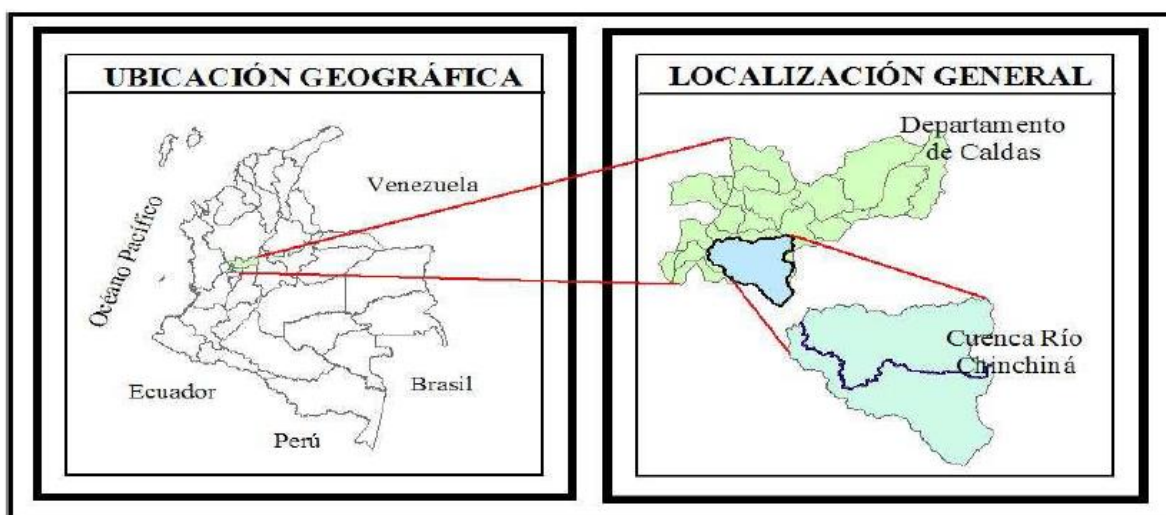 UBICACIÓN GEOGRÁFICA
Venezuela
Océano Pacífico
Ecuador
Brasil
Perú
LOCALIZACIÓN GENERAL
Departamento
de Caldas
Cuenca Río
Chinchiná